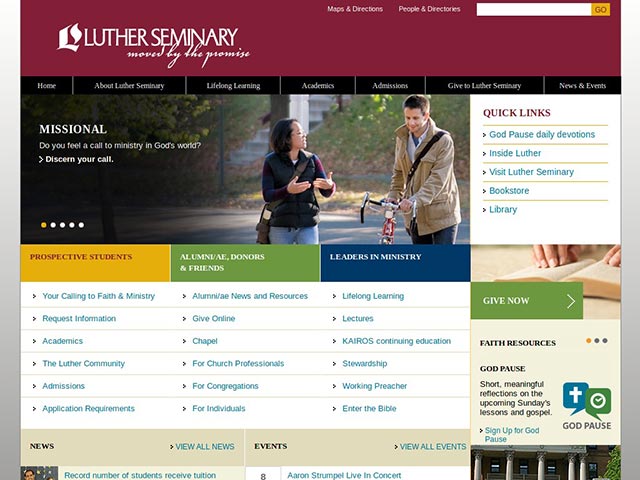 Maps & Directions
People & Directories
GO
LUTHER SEMINARY
moved by the promise
Home
About Luther Seminary
Lifelong Learning
Academics
Admissions
Give to Luther Seminary
News & Events
MISSIONAL
Do you feel a call to ministry in God's world?
Discern your call.
QUICK LINKS
God Pause daily devotions
Inside Luther
Visit Luther Seminary
Bookstore
Library
PROSPECTIVE STUDENTS
Your Calling to Faith & Ministry
Request Information
Academics
The Luther Community
Admissions
Application Requirements
ALUMNI/AE, DONORS
& FRIENDS
Alumni/ae News and Resources
Give Online
Chapel
For Church Professionals
For Congregations
For Individuals
LEADERS IN MINISTRY
Lifelong Learning
Lectures
KAIROS continuing education
Stewardship
Working Preacher
Enter the Bible
GIVE NOW
FAITH RESOURCES
GOD PAUSE
Short, meaningful
reflections on the
upcoming Sunday's
lessons and gospel.
Sign Up for God
Pause
GOD PAUSE
NEWS
VIEW ALL NEWS
Record number of students receive tuition
EVENTS
VIEW ALL EVENTS
8
Aaron Strumpel Live In Concert